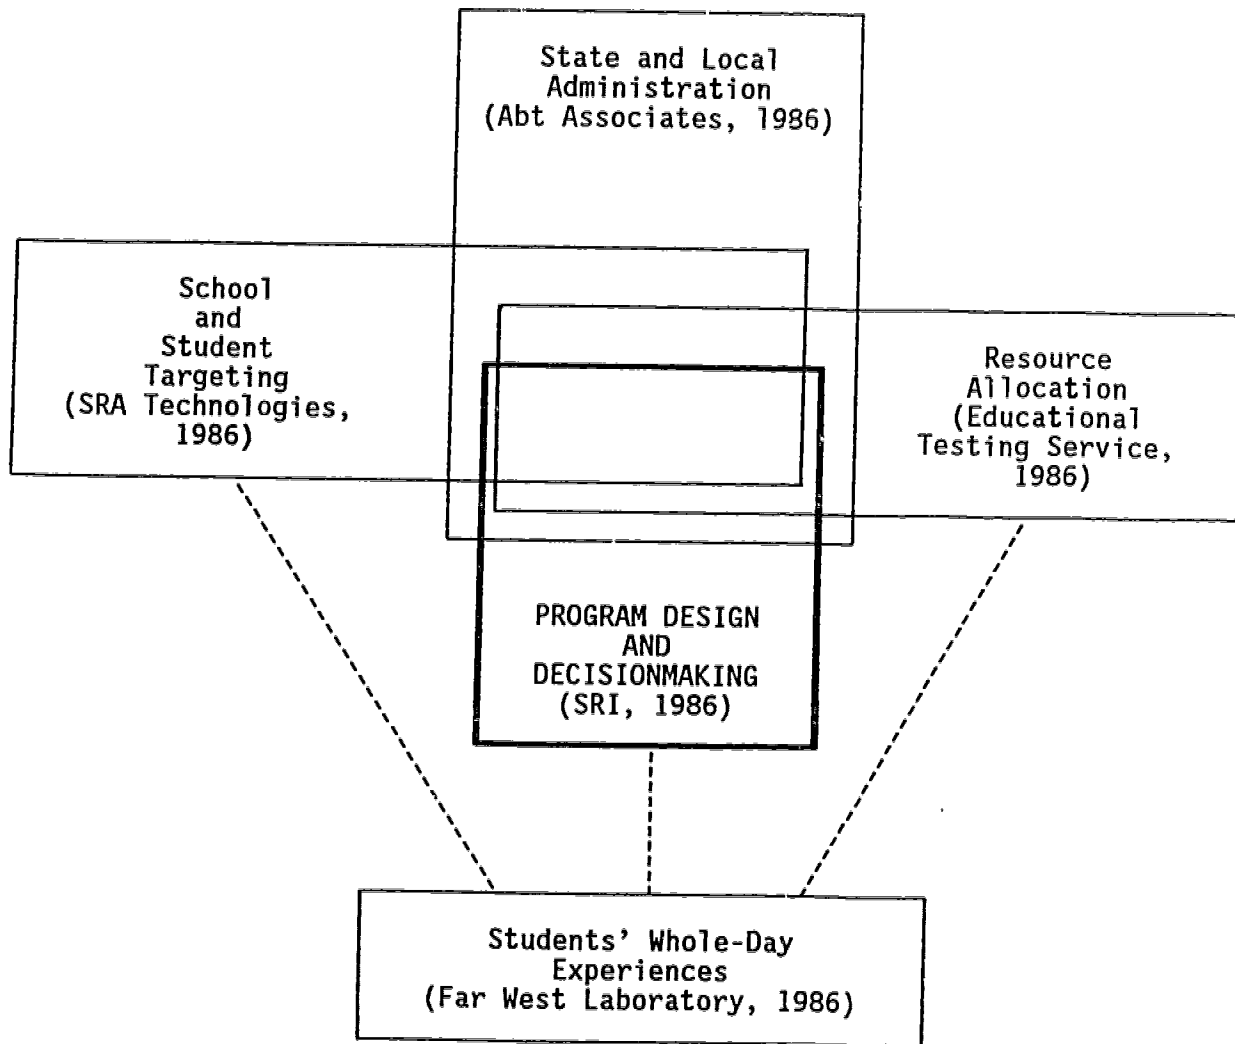 State and Local
Administration
(Abt Associates, 1986)
School
and
Student
Targeting
(SRA Technologies,
1986)
Resource
Allocation
(Educational
Testing Service,
1986)
PROGRAM DESIGN
AND
DECISIONMAKING
(SRI, 1986)
Students' Whole-Day
Experiences
(Far West Laboratory, 1986)